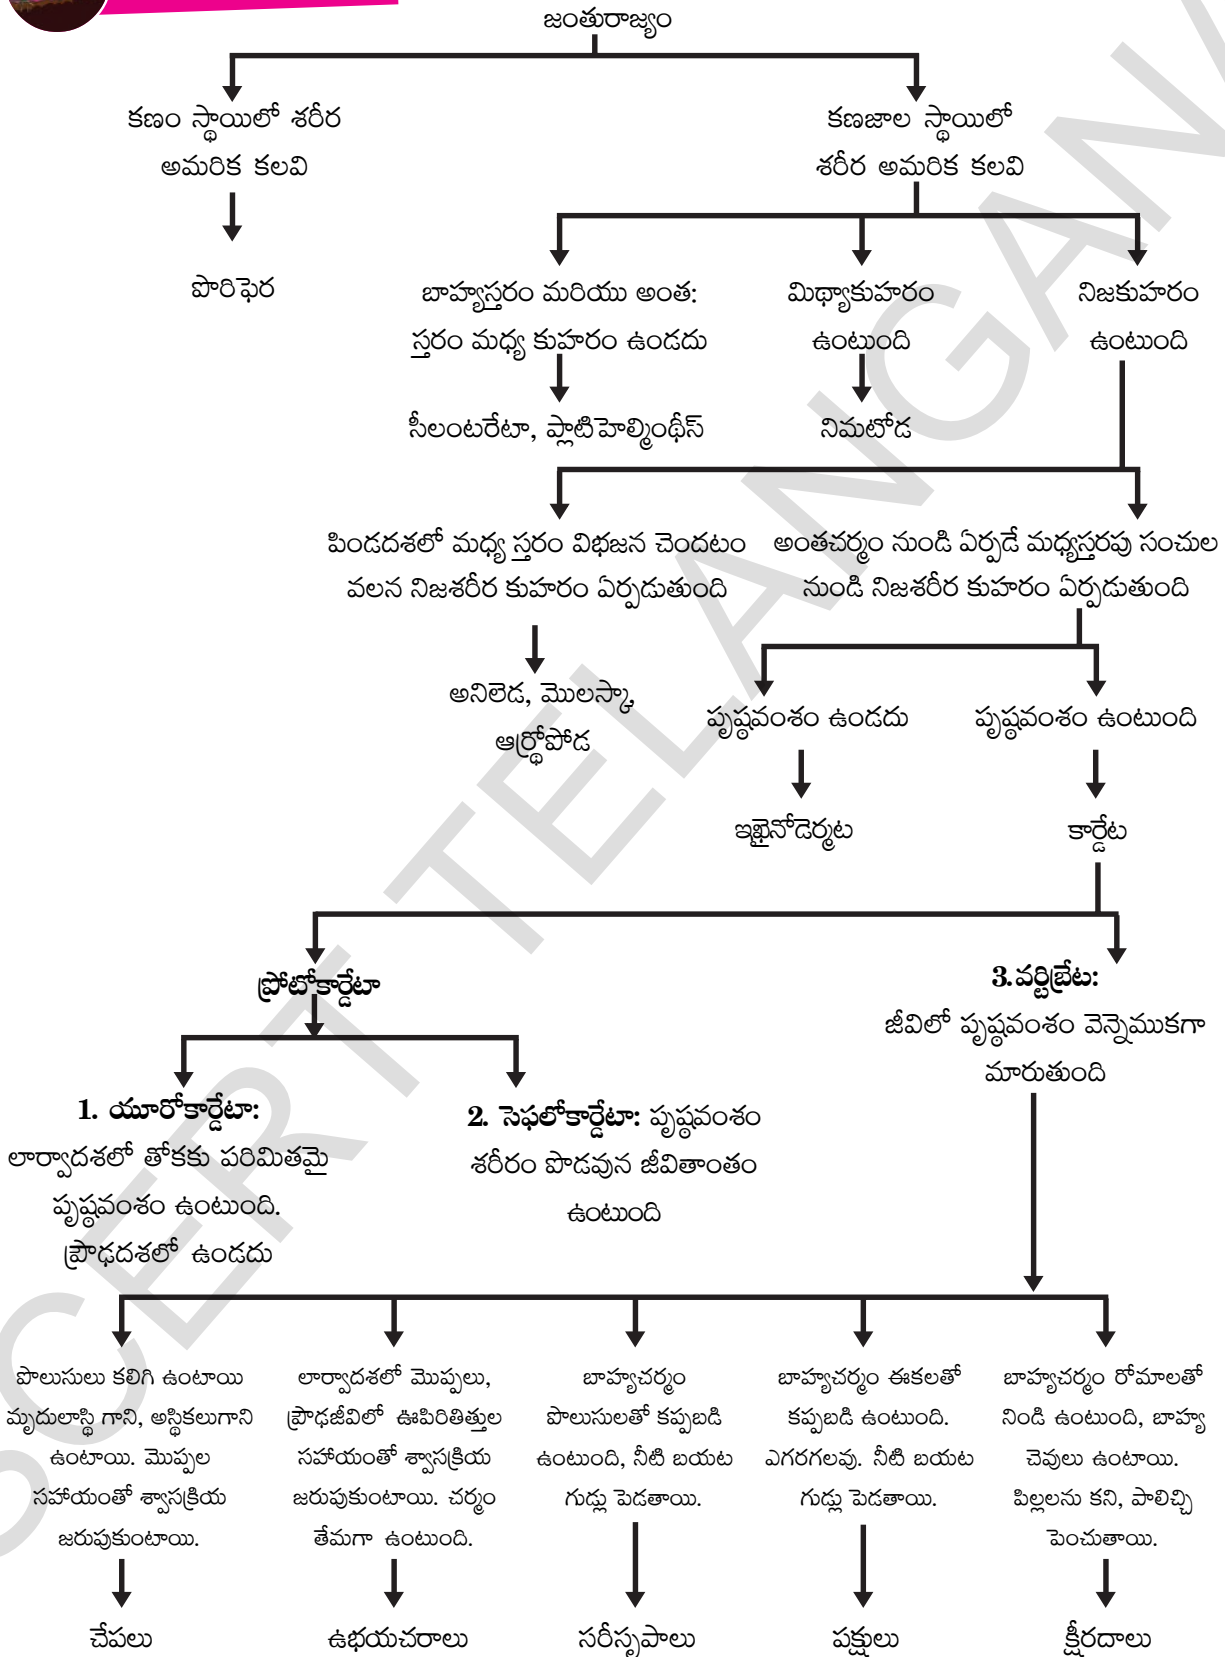 జంతురాజ్యం
కణం స్థాయిలో శరీర
అమరిక కలవి
కణజాల స్థాయిలో
శరీర అమరిక కలవి
పొరిఫెర
బాహ్యస్తరం మరియు అంత:
స్తరం మధ్య కుహరం ఉండదు
మిథ్యాకుహరం
ఉంటుంది
నిజకుహరం
ఉంటుంది
సీలంటరేటా, ప్లాటిహెల్మింథీస్
నిమటోడ
పిండదశలో మధ్య స్తరం విభజన చెందటం
వలన నిజశరీర కుహరం ఏర్పడుతుంది
అంతచర్మం నుండి ఏర్పడే మధ్యస్తరపు సంచుల
నుండి నిజశరీర కుహరం ఏర్పడుతుంది
అనిలెడ, మొలస్కా,
ఆర్థ్రోపోడ
పృష్ఠవంశం ఉండదు
పృష్ఠవంశం ఉంటుంది
ఇఖైనోడెర్మట
కార్డేట
ప్రోటోకార్డేటా
3.వర్టిబ్రేట:
జీవిలో పృష్ఠవంశం వెన్నెముకగా
మారుతుంది
1. యూరోకార్డేటా:
లార్వాదశలో తోకకు పరిమితమై
పృష్ఠవంశం ఉంటుంది.
ప్రౌఢదశలో ఉండదు
2. సెఫలోకార్డేటా: పృష్ఠవంశం
శరీరం పొడవున జీవితాంతం
ఉంటుంది
పొలుసులు కలిగి ఉంటాయి
మృదులాస్థి గాని, అస్థికలుగాని
ఉంటాయి. మొప్పల
సహాయంతో శ్వాసక్రియ
జరుపుకుంటాయి.
లార్వాదశలో మొప్పలు,
ప్రౌఢజీవిలో ఊపిరితిత్తుల
సహాయంతో శ్వాసక్రియ
జరుపుకుంటాయి. చర్మం
తేమగా ఉంటుంది.
బాహ్యచర్మం
పొలుసులతో కప్పబడి
ఉంటుంది, నీటి బయట
గుడ్లు పెడతాయి.
బాహ్యచర్మం ఈకలతో
కప్పబడి ఉంటుంది.
ఎగరగలవు. నీటి బయట
గుడ్లు పెడతాయి.
బాహ్యచర్మం రోమాలతో
నిండి ఉంటుంది, బాహ్య
చెవులు ఉంటాయి.
పిల్లలను కని, పాలిచ్చి
పెంచుతాయి.
చేపలు
ఉభయచరాలు
సరీసృపాలు
పక్షులు
క్షీరదాలు
SCERT TELANGANA